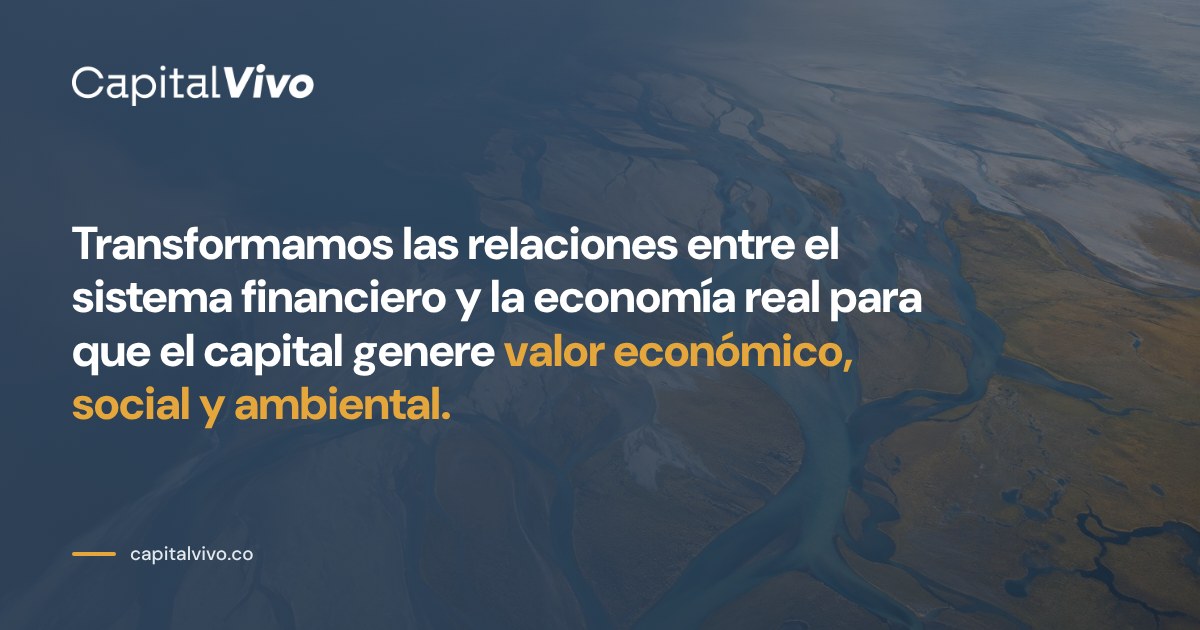 CapitalVivo
Transformamos las relaciones entre el
sistema financiero y la economía real para
que el capital genere valor económico,
social y ambiental.
capitalvivo.co